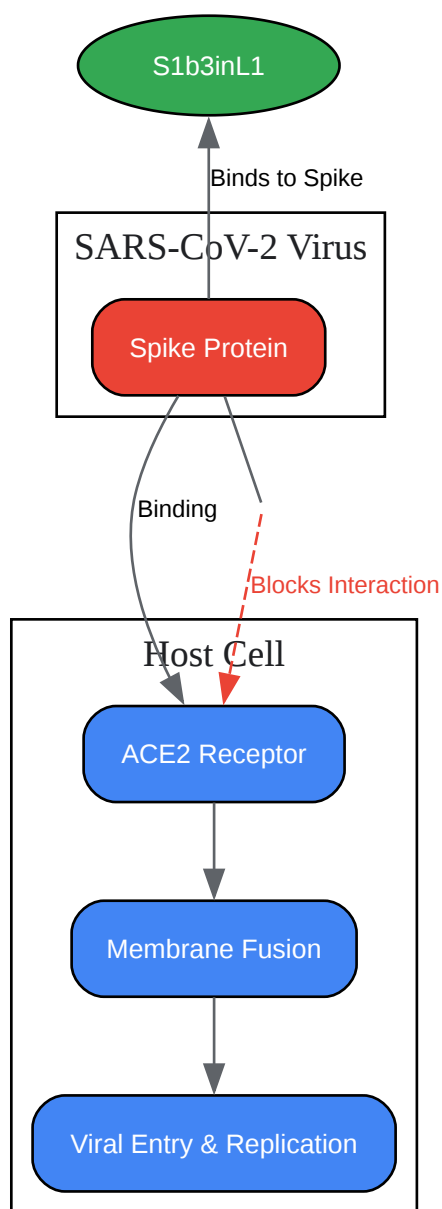 S1b3inL1
Binds to Spike
SARS-CoV-2 Virus
Spike Protein
Binding
Blocks Interaction
Host Cell
ACE2 Receptor
Membrane Fusion
Viral Entry & Replication